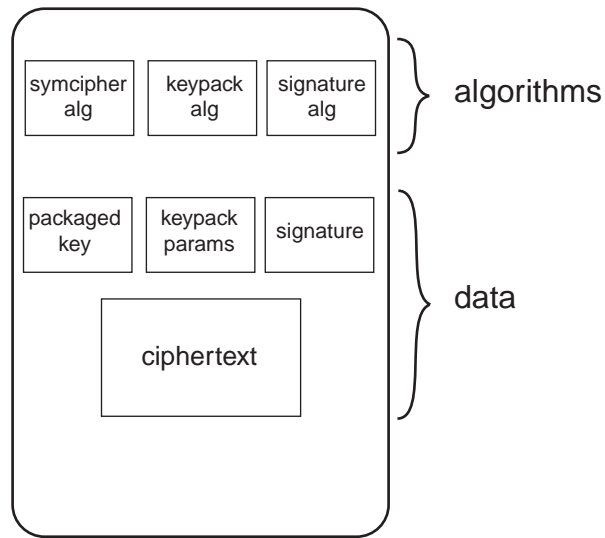 symcipher
alg
keypack
alg
signature
alg
algorithms
packaged
key
keypack
params
signature
data
ciphertext